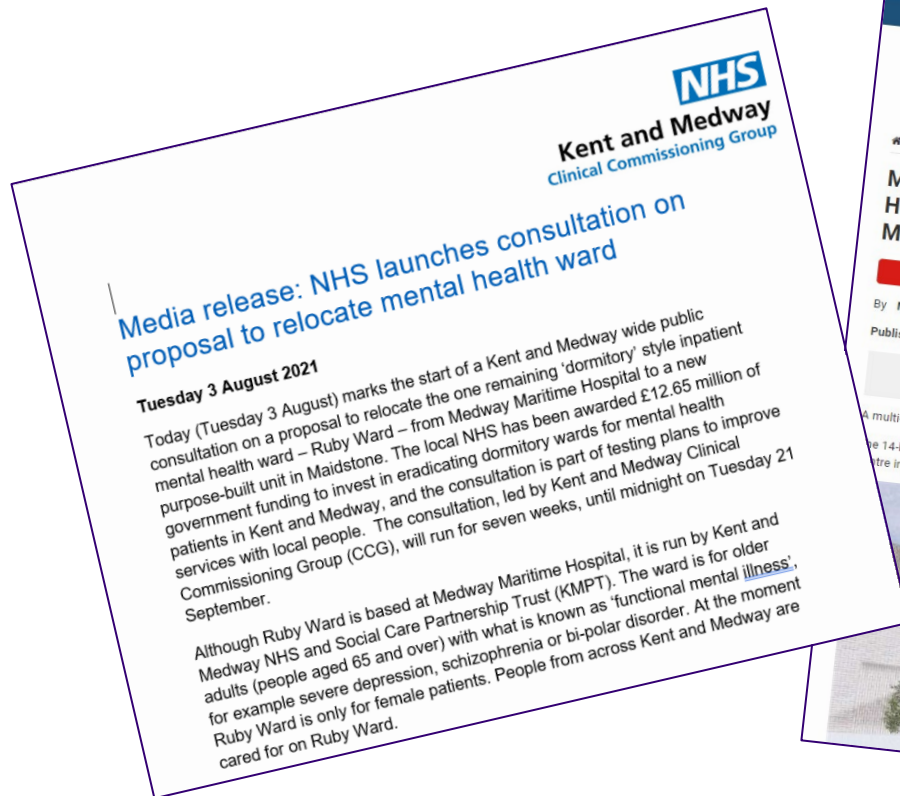 NHS
Kent and Medway
Clinical Commissioning Group
Media release: NHS launches consultation on
proposal to relocate mental health ward
Tuesday 3 August 2021
Today (Tuesday 3 August) marks the start of a Kent and Medway wide public
consultation on a proposal to relocate the one remaining ‘dormitory’ style inpatient
mental health ward – Ruby Ward – from Medway Maritime Hospital to a new
purpose-built unit in Maidstone. The local NHS has been awarded £12.65 million of
government funding to invest in eradicating dormitory wards for mental health
patients in Kent and Medway, and the consultation is part of testing plans to improve
services with local people.  The consultation, led by Kent and Medway Clinical
Commissioning Group (CCG), will run for seven weeks, until midnight on Tuesday 21
September.
Although Ruby Ward is based at Medway Maritime Hospital, it is run by Kent and
Medway NHS and Social Care Partnership Trust (KMPT). The ward is for older
adults (people aged 65 and over) with what is known as ‘functional mental illness’,
for example severe depression, schizophrenia or bi-polar disorder. At the moment
Ruby Ward is only for female patients. People from across Kent and Medway are
cared for on Ruby Ward.
M
H
M
By
A multi